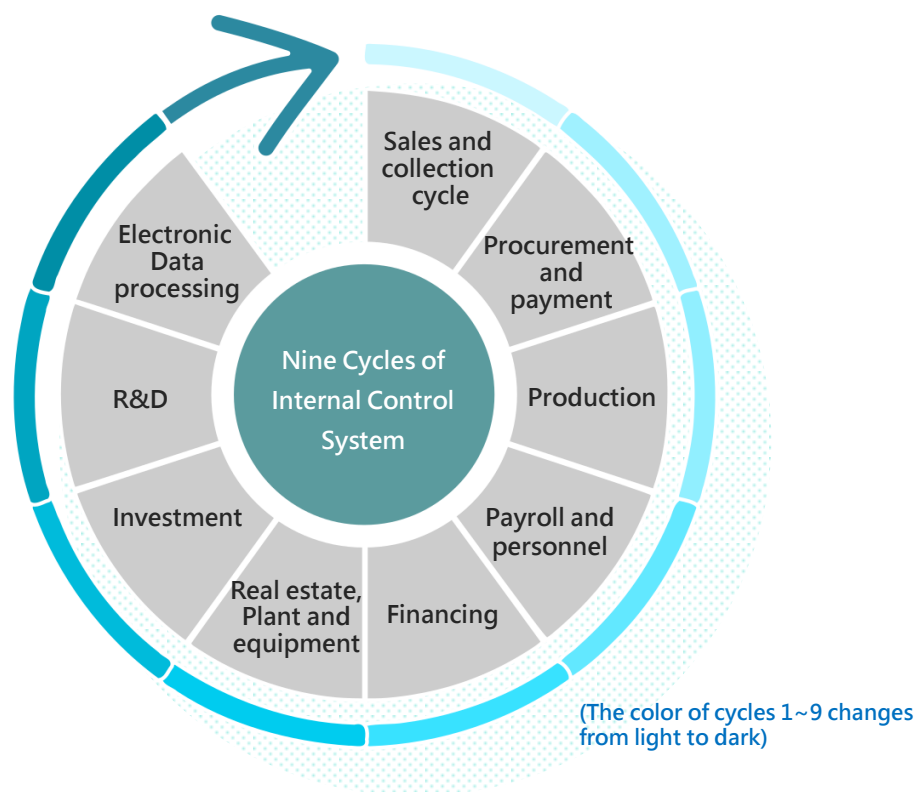 Sales and
collection
cycle
Procurement
and
payment
Production
Payroll and
personnel
Financing
Real estate,
Plant and
equipment
Investment
R&D
Electronic
Data
processing
Nine Cycles of
Internal Control
System
(The color of cycles 1~9 changes
from light to dark)